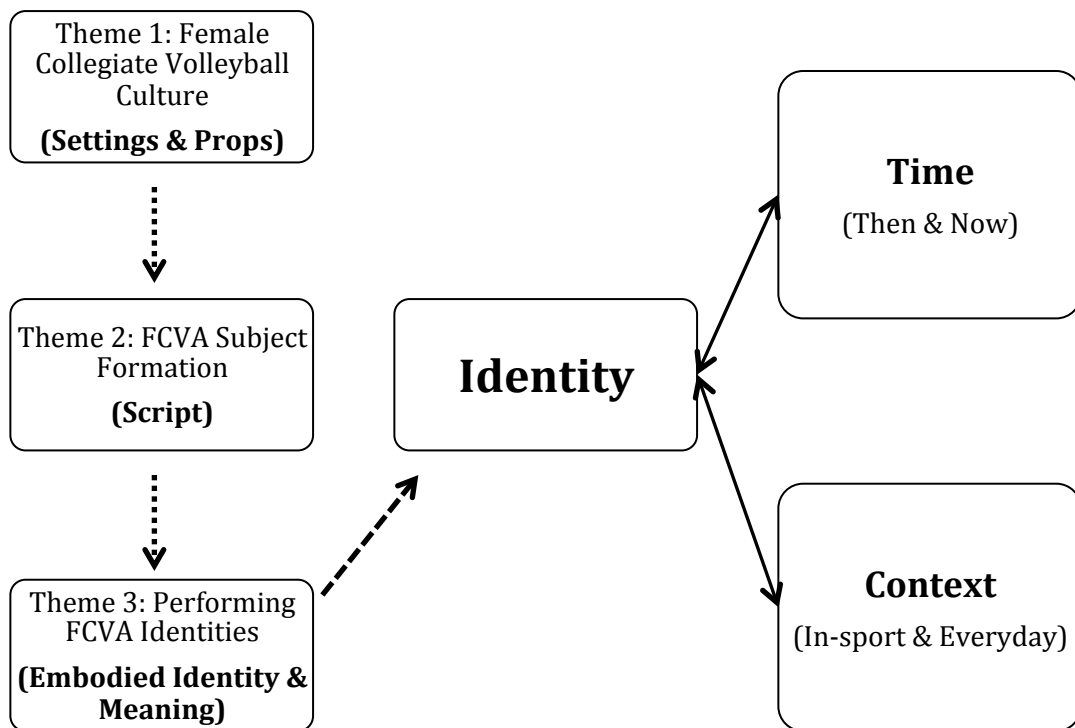 Theme 1: Female
Collegiate Volleyball
Culture
(Settings & Props)
Theme 2: FCVA Subject
Formation
(Script)
Theme 3: Performing
FCVA Identities
(Embodied Identity &
Meaning)
Identity
Time
(Then & Now)
Context
(In-sport & Everyday)